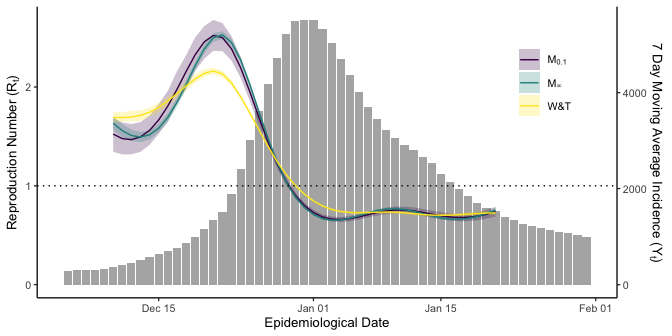 Reproduction Number (Rₜ)
2
1
0
M₀.₁
M∞
W&T
7 Day Moving Average Incidence (Yₜ)
4000
2000
0
Dec 15
Jan 01
Jan 15
Feb 01
Epidemiological Date